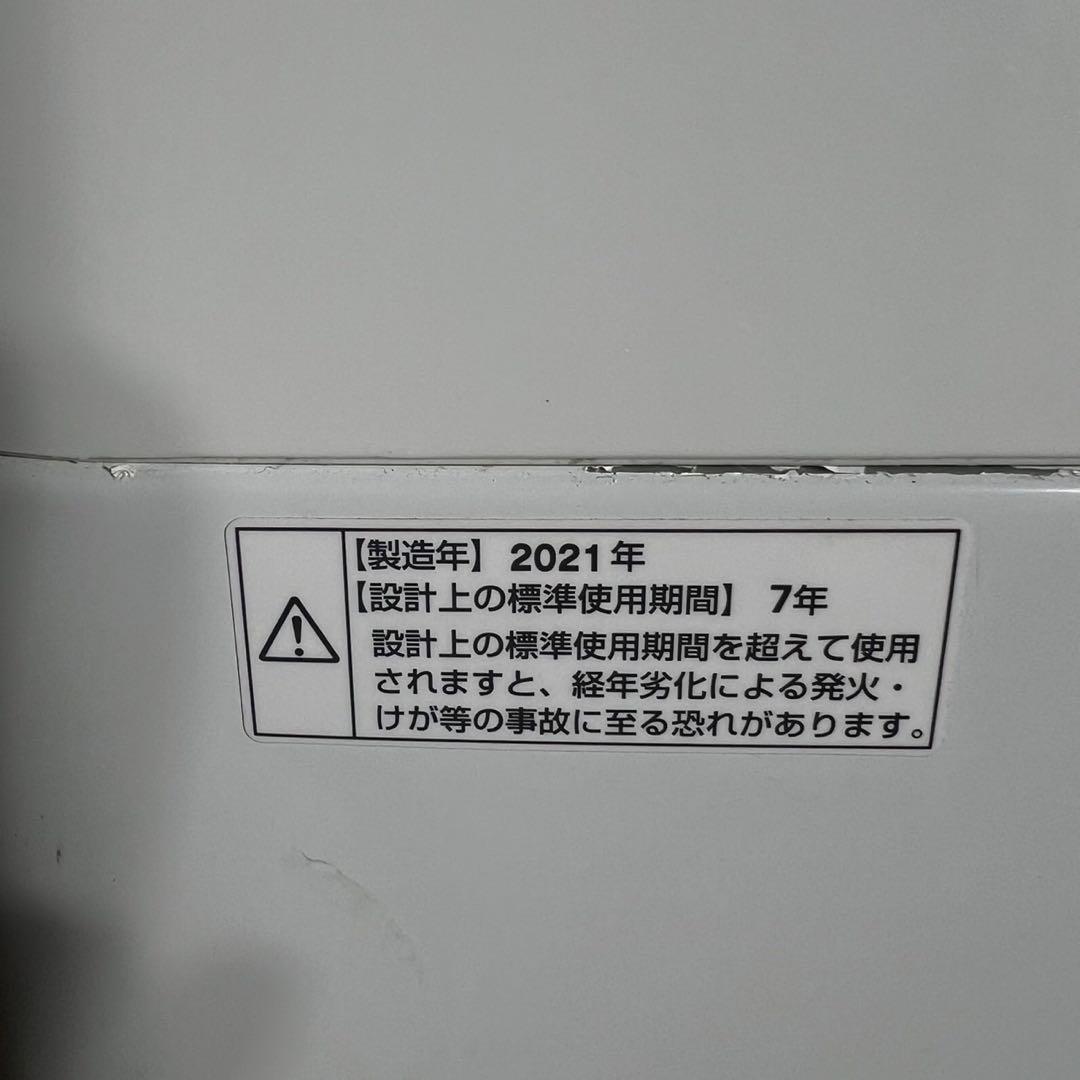 【製造年】 2021年
【設計上の標準使用期間】 7年
設計上の標準使用期間を超えて使用
されますと、経年劣化による発火・
けが等の事故に至る恐れがあります。